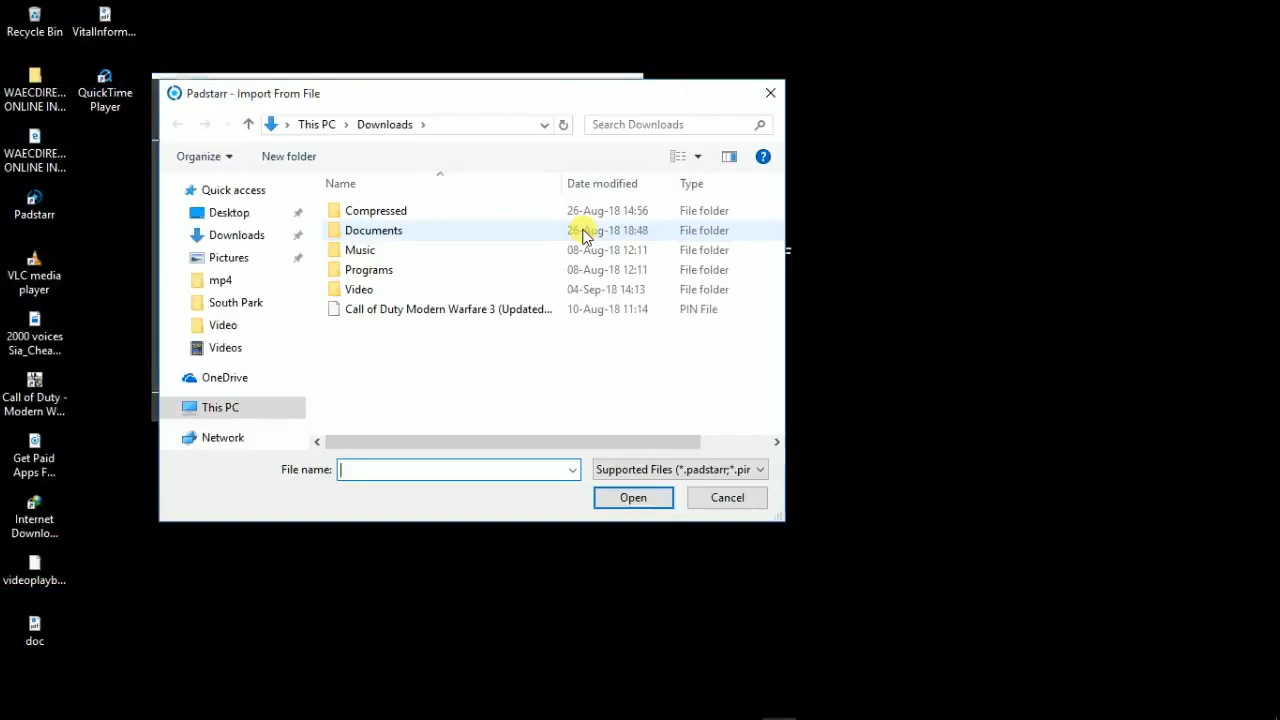 Recycle Bin
VitalInform...
WAECDIRE...
ONLINE IN...
QuickTime
Player
WAECDIRE...
ONLINE IN...
Padstarr
VLC media
player
2000 voices
Sia_Chea...
Call of Duty -
Modern W...
Get Paid
Apps F...
Internet
Downlo...
videoplayb...
doc
Padstarr - Import From File
This PC
Downloads
Search Downloads
Organize
New folder
Quick access
Desktop
Downloads
Pictures
mp4
South Park
Video
Videos
OneDrive
This PC
Network
Name Date modified Type
Compressed 26-Aug-18 14:56 File folder
Documents 26-Aug-18 18:48 File folder
Music 08-Aug-18 12:11 File folder
Programs 08-Aug-18 12:11 File folder
Video 04-Sep-18 14:13 File folder
Call of Duty Modern Warfare 3 (Updated... 10-Aug-18 11:14 PIN File
File name:
Supported Files (*.padstarr;*.pir
Open
Cancel